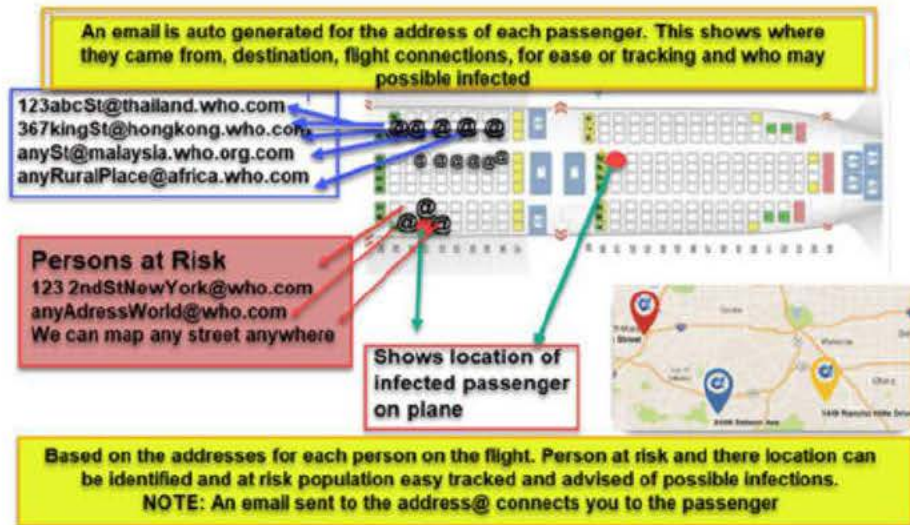 An email is auto generated for the address of each passenger. This shows where
they came from, destination, flight connections, for ease or tracking and who may
possible infected
123abcSt@thailand.who.com
367kingSt@hongkong.who.com
anySt@malaysia.who.org.com
anyRuralPlace@africa.who.com
@ @ @ @ @
@ @ @ @ @ @
@
@ @
Persons at Risk
123 2ndStNewYork@who.com
anyAdressWorld@who.com
We can map any street anywhere
Shows location of
infected passenger
on plane
Street
Based on the addresses for each person on the flight. Person at risk and there location can
be identified and at risk population easy tracked and advised of possible infections.
NOTE: An email sent to the address@ connects you to the passenger